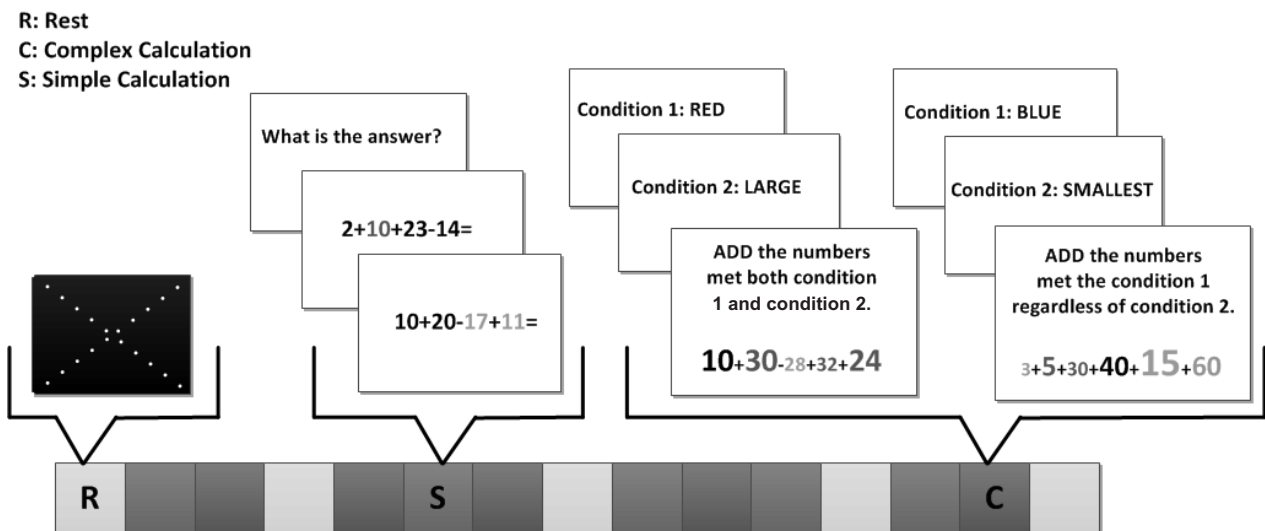 R: Rest
C: Complex Calculation
S: Simple Calculation
What is the answer?
2+10+23-14=
10+20-17+11=
Condition 1: RED
Condition 2: LARGE
ADD the numbers
met both condition
1 and condition 2.
10+30-28+32+24
Condition 1: BLUE
Condition 2: SMALLEST
ADD the numbers
met the condition 1
regardless of condition 2.
3+5+30+40+15+60
R
S
C